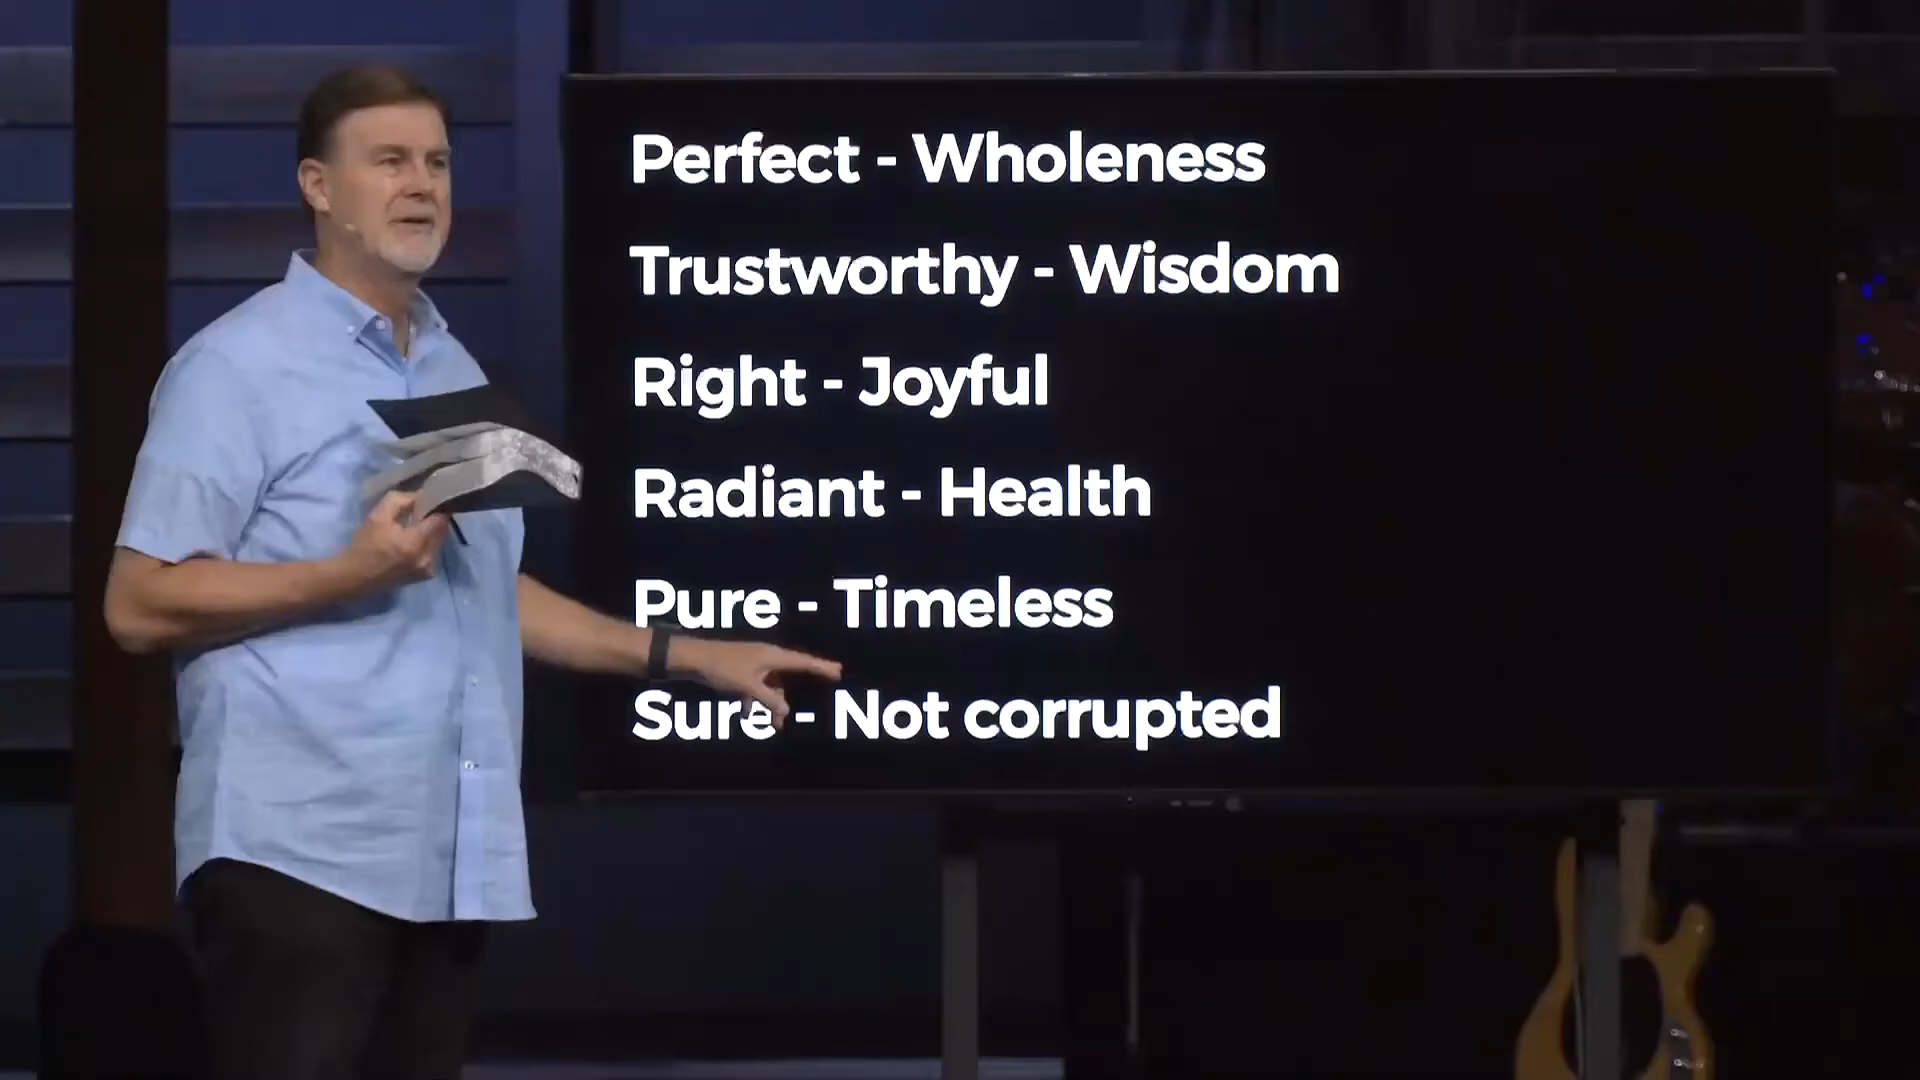 Perfect - Wholeness
Trustworthy - Wisdom
Right - Joyful
Radiant - Health
Pure - Timeless
Sure - Not corrupted